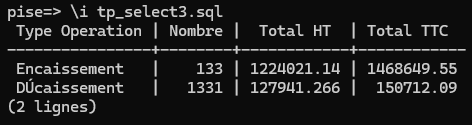 pise=> \i tp_select3.sql
Type Operation | Nombre | Total HT | Total TTC
----------------+--------+------------+------------
Encaissement | 133 | 1224021.14 | 1468649.55
DÚcaissement | 1331 | 127941.266 | 150712.09
(2 lignes)